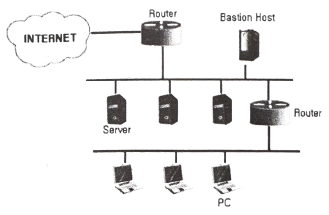 Router
Bastion Host
INTERNET
Server
Router
PC